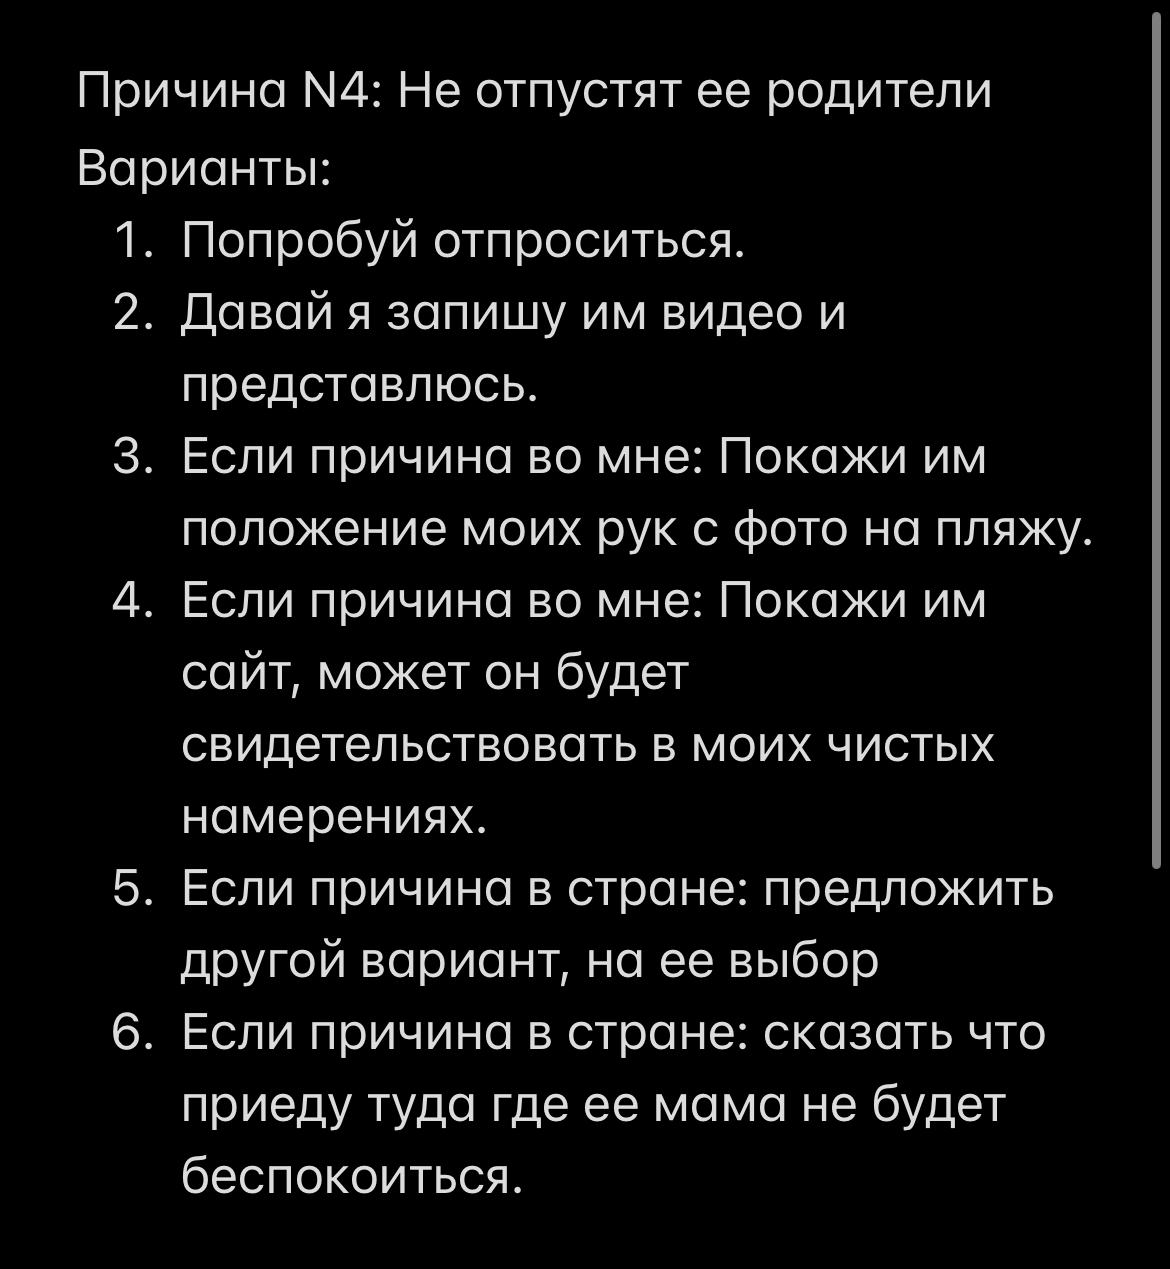 Причина N4: Не отпустят ее родители
Варианты:
1. Попробуй отпроситься.
2. Давай я запишу им видео и
представлюсь.
3. Если причина во мне: Покажи им
положение моих рук с фото на пляжу.
4. Если причина во мне: Покажи им
сайт, может он будет
свидетельствовать в моих чистых
намерениях.
5. Если причина в стране: предложить
другой вариант, на ее выбор
6. Если причина в стране: сказать что
приеду туда где ее мама не будет
беспокоиться.